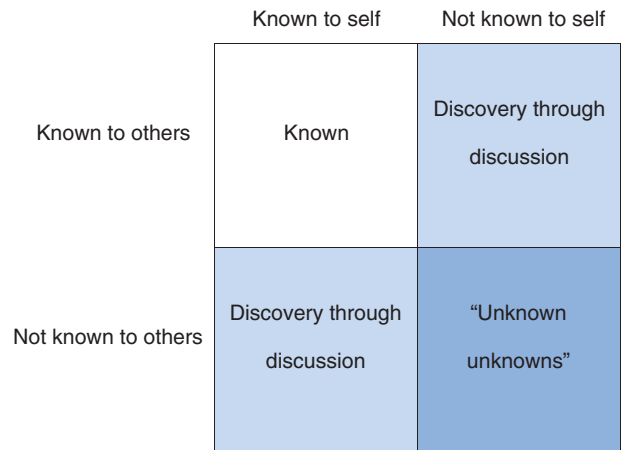 Known to self Not known to self
Known to others Known Discovery through
discussion
Not known to others Discovery through "Unknown
discussion unknowns”